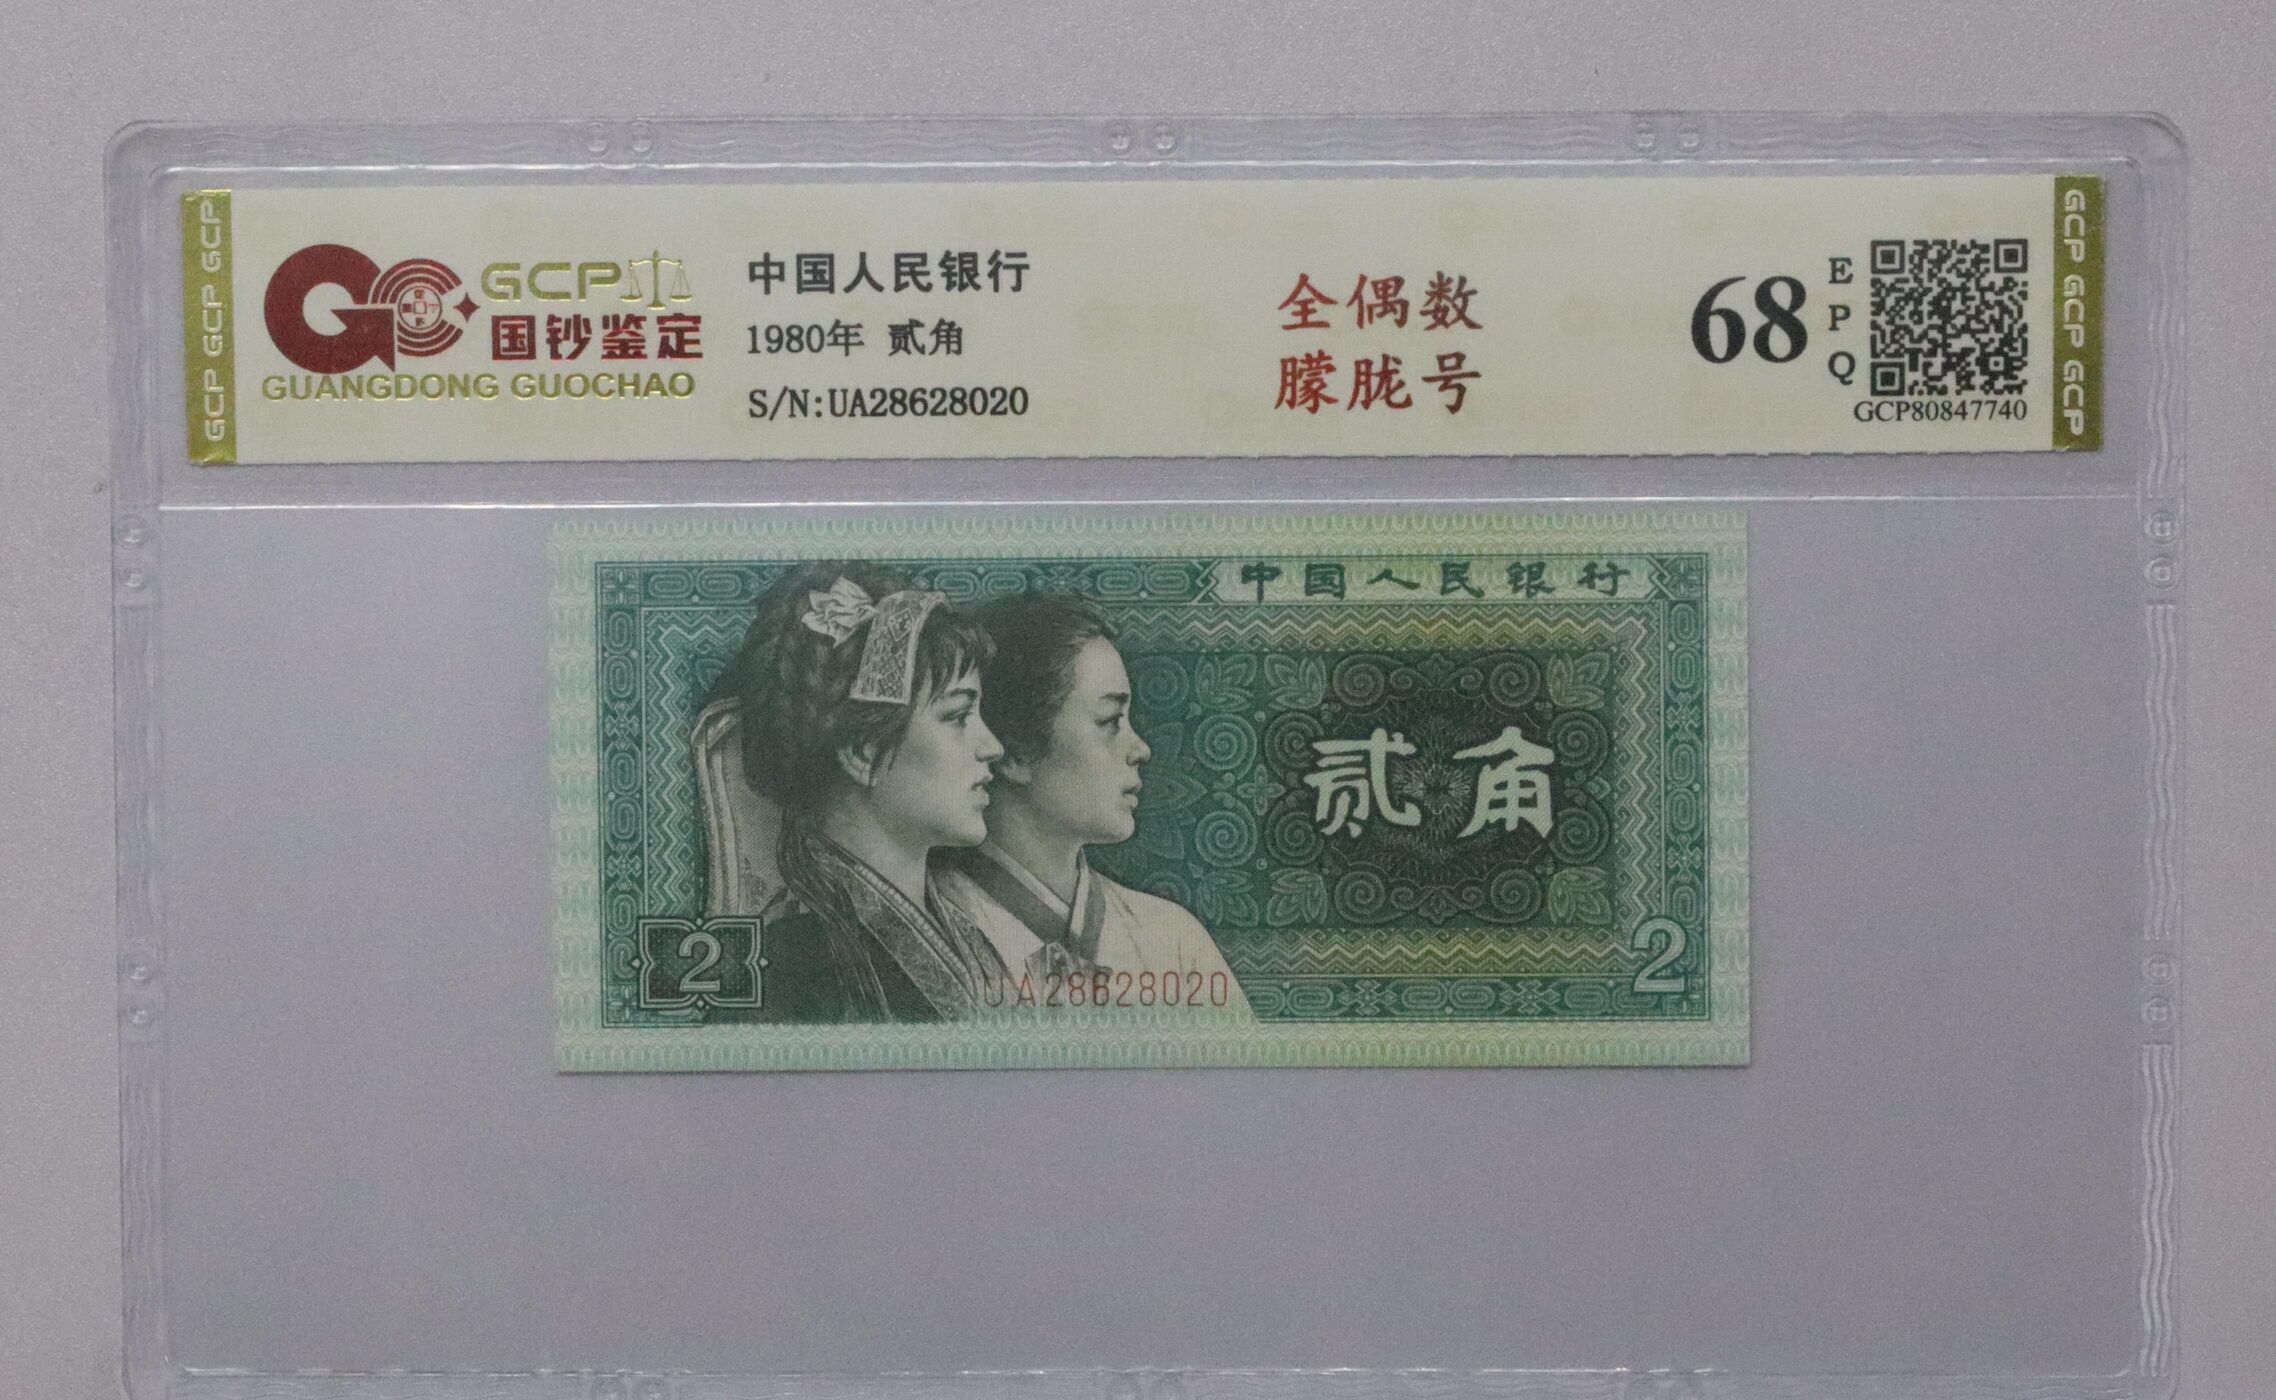 GCP GCP GCP
GCP
国钞鉴定
GUANGDONG GUOCHAO
中国人民银行
1980年 贰角
S/N:UA28628020
全偶数
朦胧号
68
EPQ
GCP80847740
GCP GCP GCP
中国人民银行
贰角
2
UA28628020
2